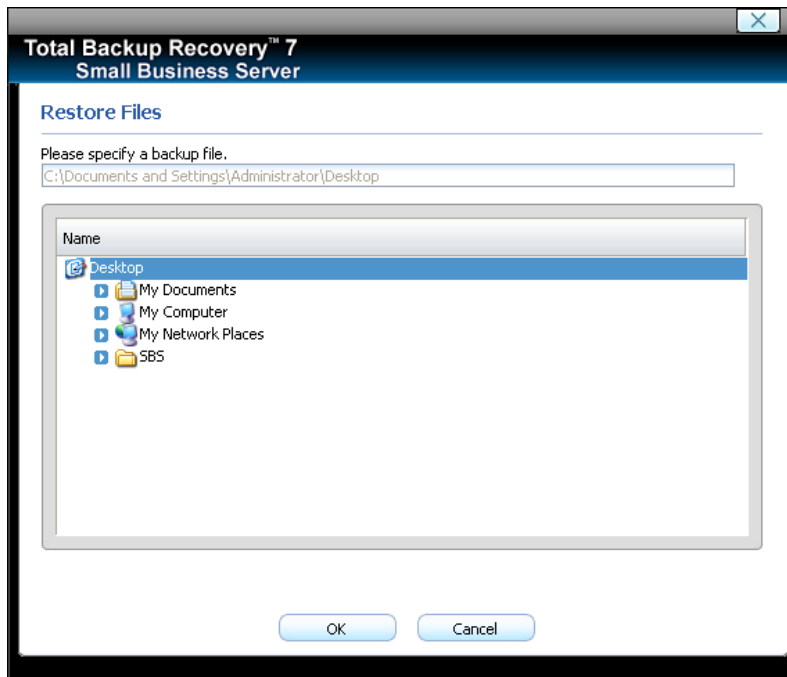 Total Backup Recovery™ 7
Small Business Server
Restore Files
Please specify a backup file.
C:\Documents and Settings\Administrator\Desktop
Name
Desktop
My Documents
My Computer
My Network Places
SBS
OK Cancel